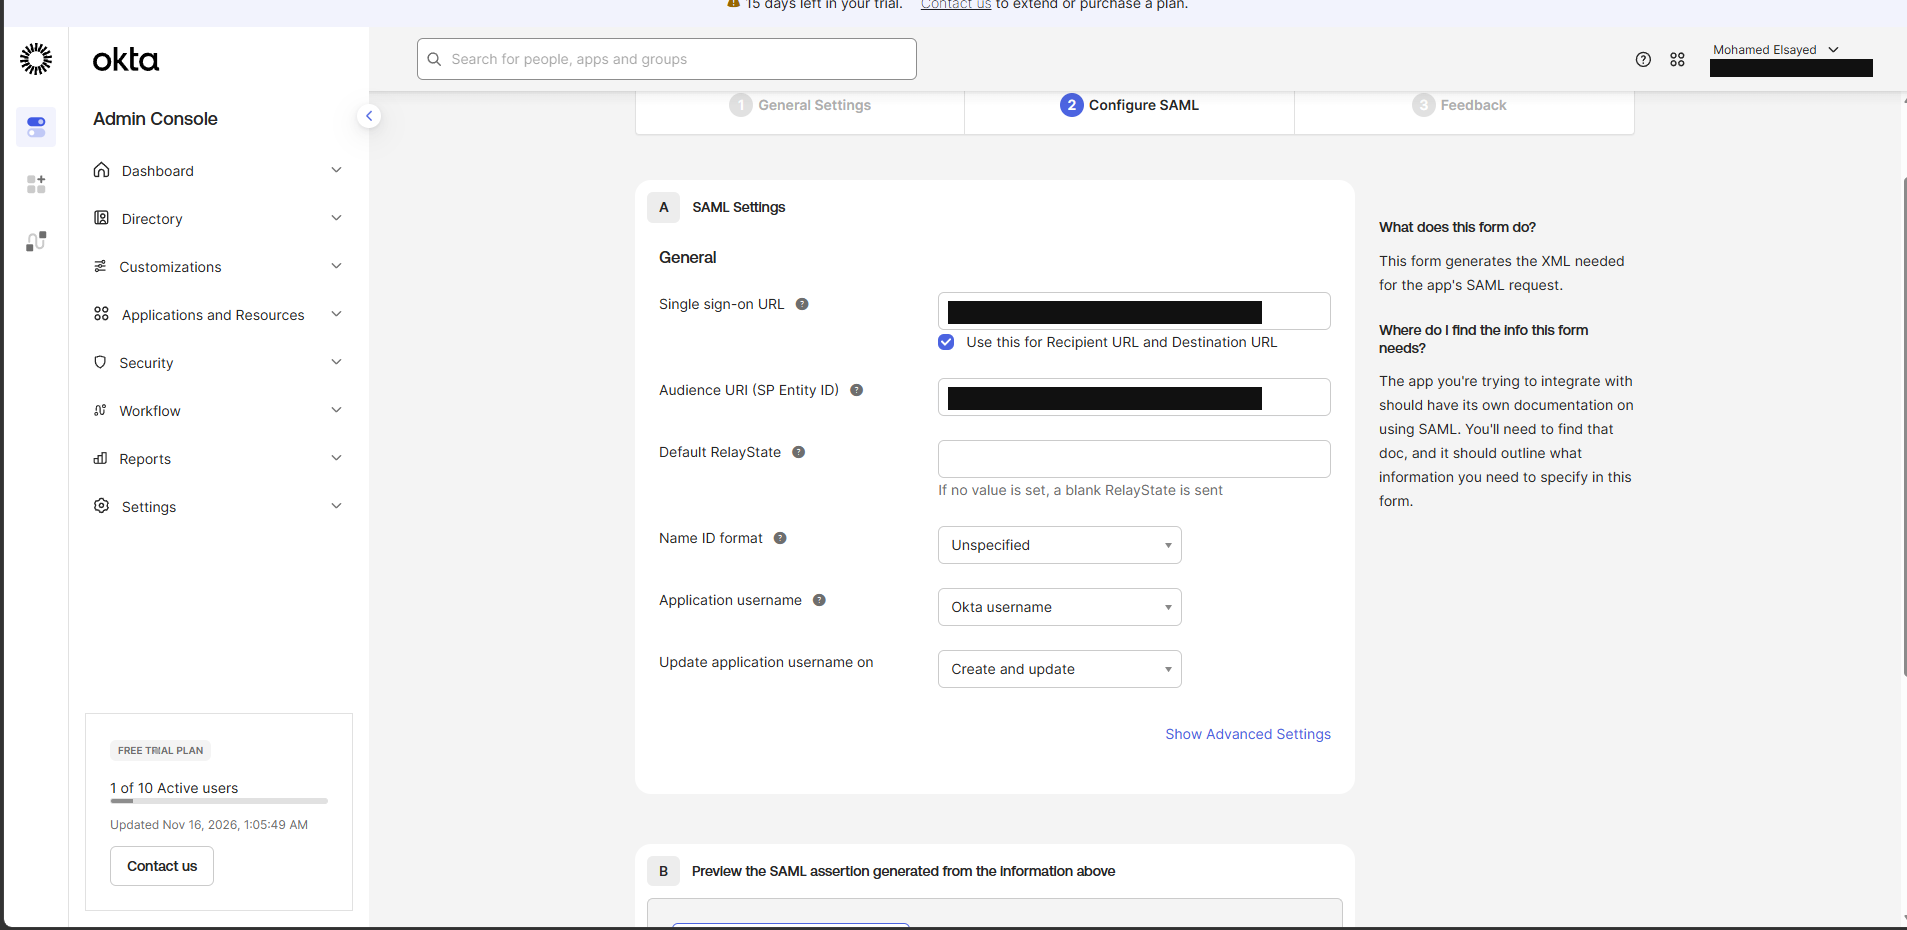 15 days left in your trial. Contact us to extend or purchase a plan.
okta
Search for people, apps and groups
Mohamed Elsayed
Admin Console
Dashboard
Directory
Customizations
Applications and Resources
Security
Workflow
Reports
Settings
FREE TRIAL PLAN
1 of 10 Active users
Updated Nov 16, 2026, 1:05:49 AM
Contact us
1 General Settings
2 Configure SAML
3 Feedback
A SAML Settings
General
Single sign-on URL ?
Use this for Recipient URL and Destination URL
Audience URI (SP Entity ID) ?
Default RelayState ?
If no value is set, a blank RelayState is sent
Name ID format ?
Unspecified
Application username ?
Okta username
Update application username on
Create and update
Show Advanced Settings
B Preview the SAML assertion generated from the information above
What does this form do?
This form generates the XML needed
for the app's SAML request.
Where do I find the info this form
needs?
The app you're trying to integrate with
should have its own documentation on
using SAML. You'll need to find that
doc, and it should outline what
information you need to specify in this
form.